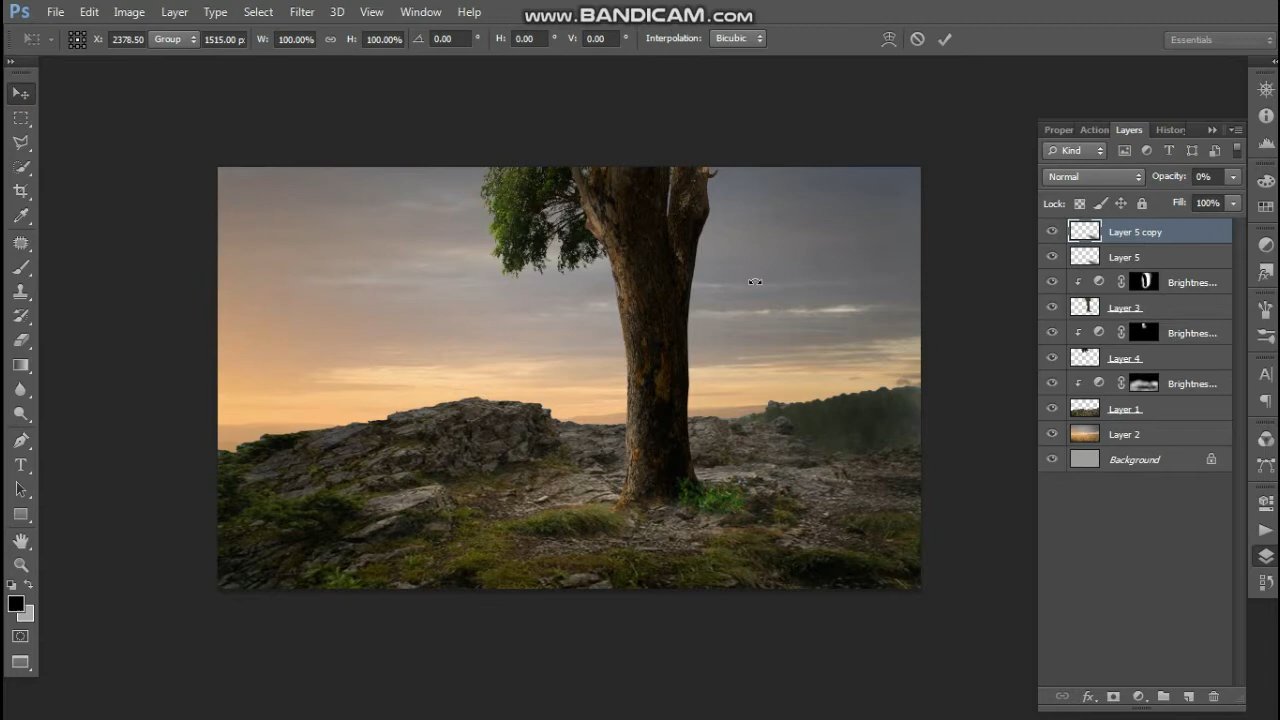 Ps File Edit Image Layer Type Select Filter 3D View Window Help
www.BANDICAM.com
X: 2378.50 Group 1515.00 p: W: 100.00% H: 100.00% 0.00 ° H: 0.00 ° V: 0.00 ° Interpolation: Bicubic Essentials
Proper Action Layers History
Kind
Normal Opacity: 0%
Lock: Fill: 100%
Layer 5 copy
Layer 5
Brightnes...
Layer 3
Brightnes...
Layer 4
Brightnes...
Layer 1
Layer 2
Background